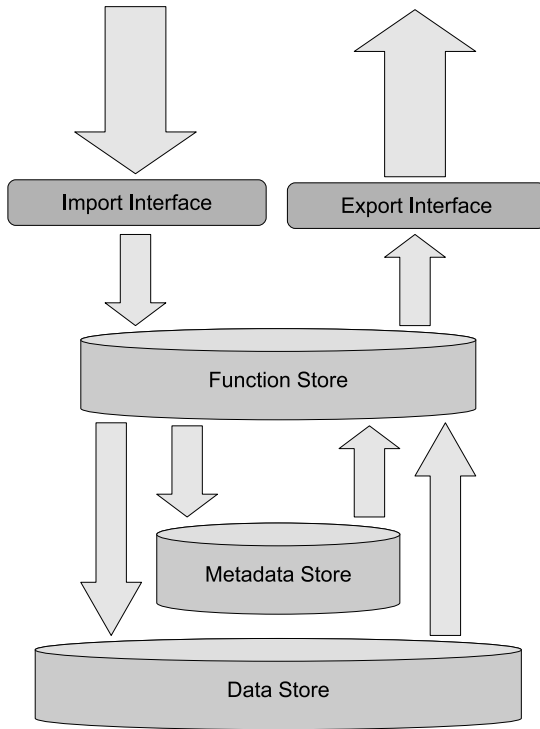 Import Interface
Export Interface
Function Store
Metadata Store
Data Store